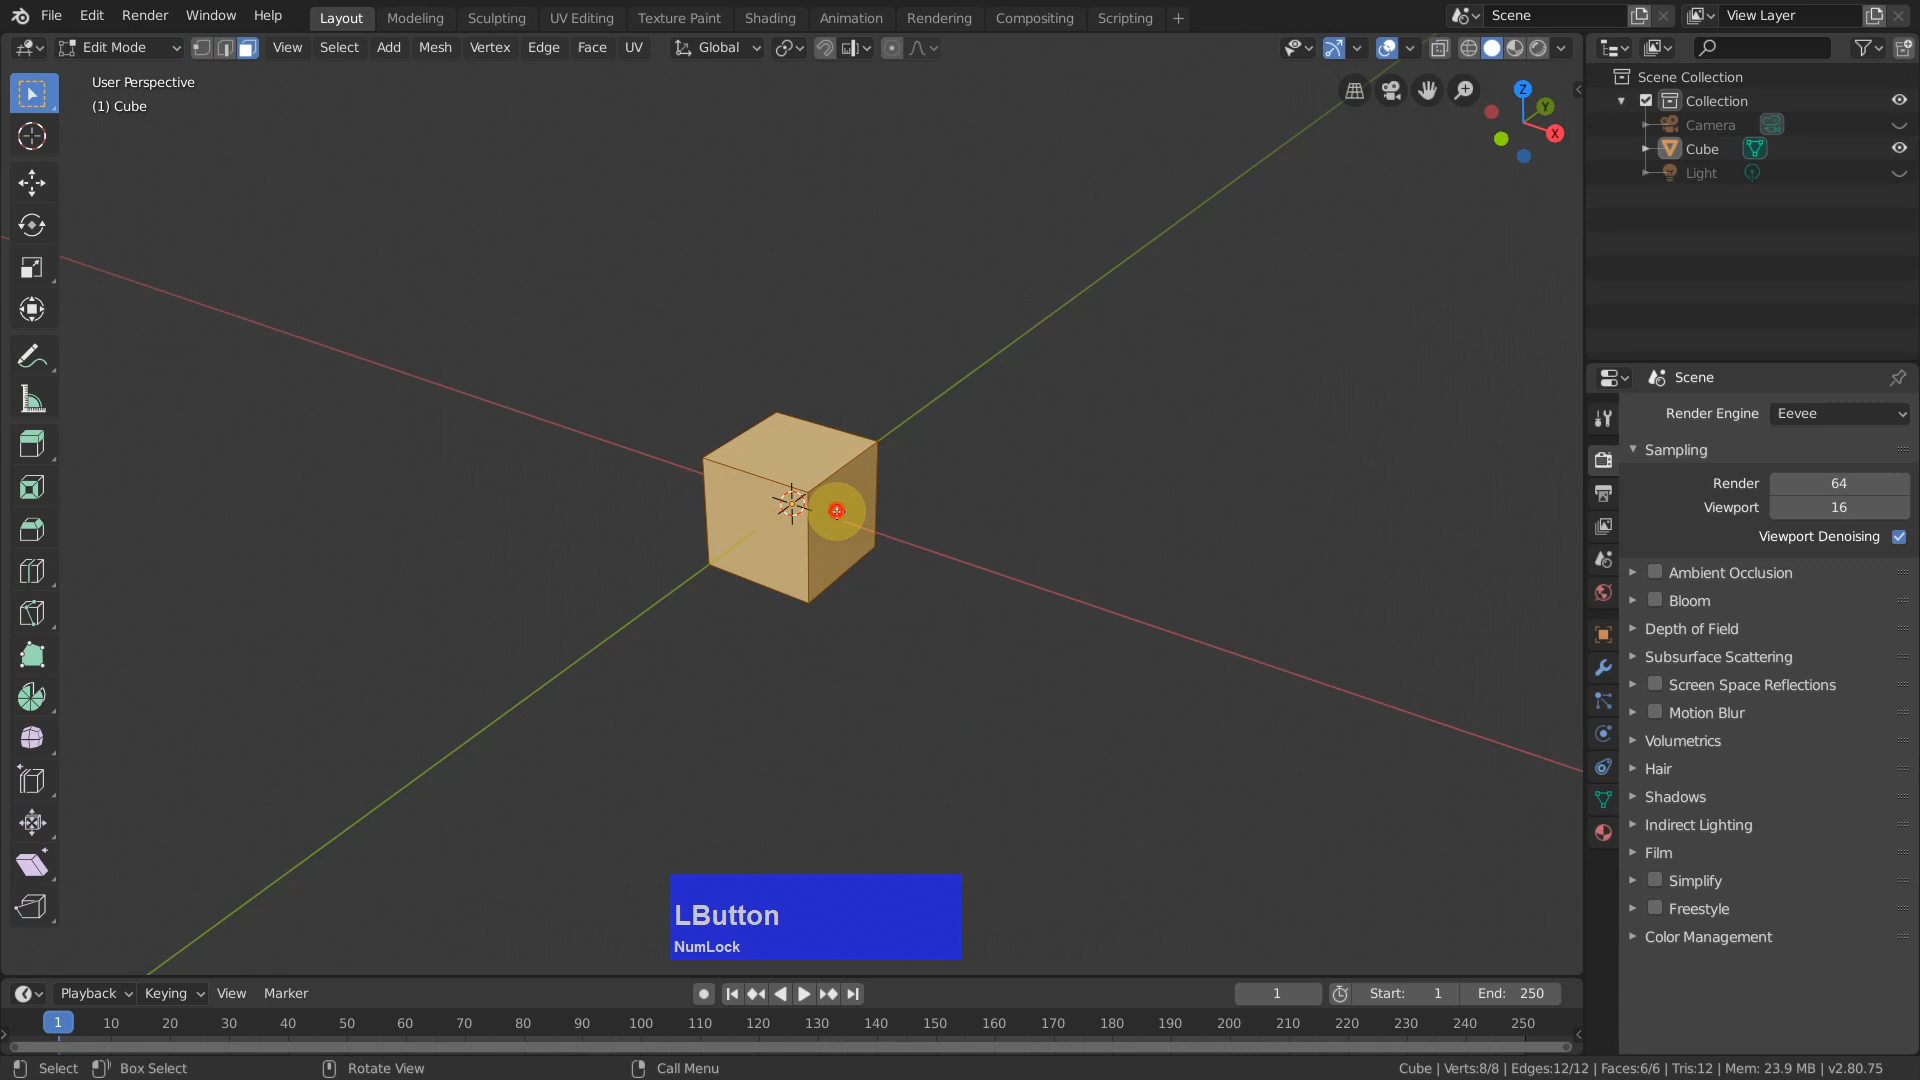 File Edit Render Window Help Layout Modeling Sculpting UV Editing Texture Paint Shading Animation Rendering Compositing Scripting + Scene View Layer
Edit Mode View Select Add Mesh Vertex Edge Face UV Global
User Perspective
(1) Cube
Z
Y
X
Scene Collection
Collection
Camera
Cube
Light
Scene
Render Engine Eevee
Sampling
Render 64
Viewport 16
Viewport Denoising
Ambient Occlusion
Bloom
Depth of Field
Subsurface Scattering
Screen Space Reflections
Motion Blur
Volumetrics
Hair
Shadows
Indirect Lighting
Film
Simplify
Freestyle
Color Management
LButton
NumLock
Playback Keying View Marker 1 Start: 1 End: 250
1 10 20 30 40 50 60 70 80 90 100 110 120 130 140 150 160 170 180 190 200 210 220 230 240 250
Select Box Select Rotate View Call Menu Cube | Verts:8/8 | Edges:12/12 | Faces:6/6 | Tris:12 | Mem: 23.9 MB | v2.80.75